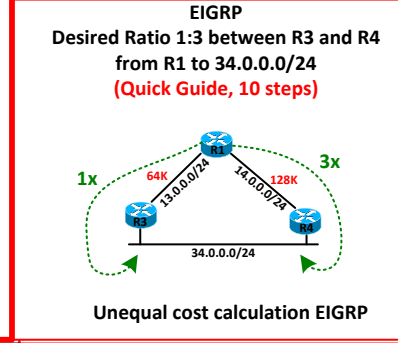 EIGRP
Desired Ratio 1:3 between R3 and R4
from R1 to 34.0.0.0/24
(Quick Guide, 10 steps)
R1
1x
64K
13.0.0.0/24
14.0.0.0/24
128K
3x
R3
R4
34.0.0.0/24
Unequal cost calculation EIGRP